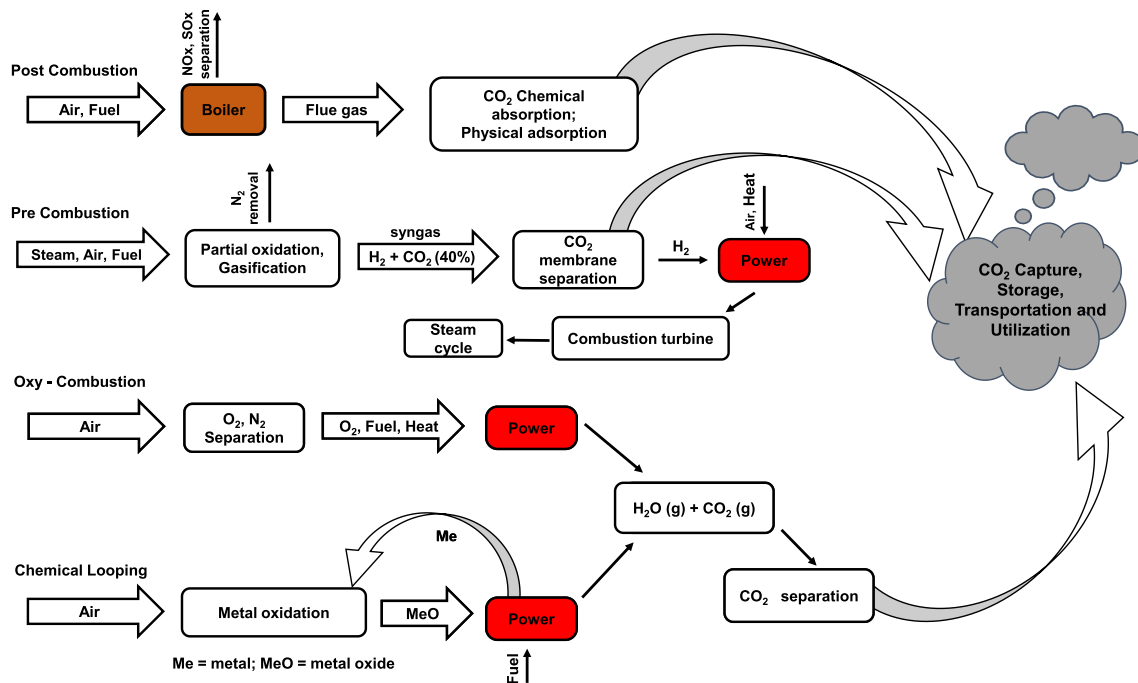 NOx, SOx
separation
Post Combustion
Air, Fuel
Boiler
Flue gas
CO₂ Chemical
absorption;
Physical adsorption
N₂
removal
Pre Combustion
Steam, Air, Fuel
Partial oxidation,
Gasification
syngas
H₂ + CO₂ (40%)
CO₂
membrane
separation
H₂
Air, Heat
Power
Combustion turbine
Steam
cycle
CO₂ Capture,
Storage,
Transportation and
Utilization
Oxy - Combustion
Air
O₂, N₂
Separation
O₂, Fuel, Heat
Power
H₂O (g) + CO₂ (g)
CO₂ separation
Chemical Looping
Air
Metal oxidation
Me
MeO
Power
Fuel
Me = metal; MeO = metal oxide